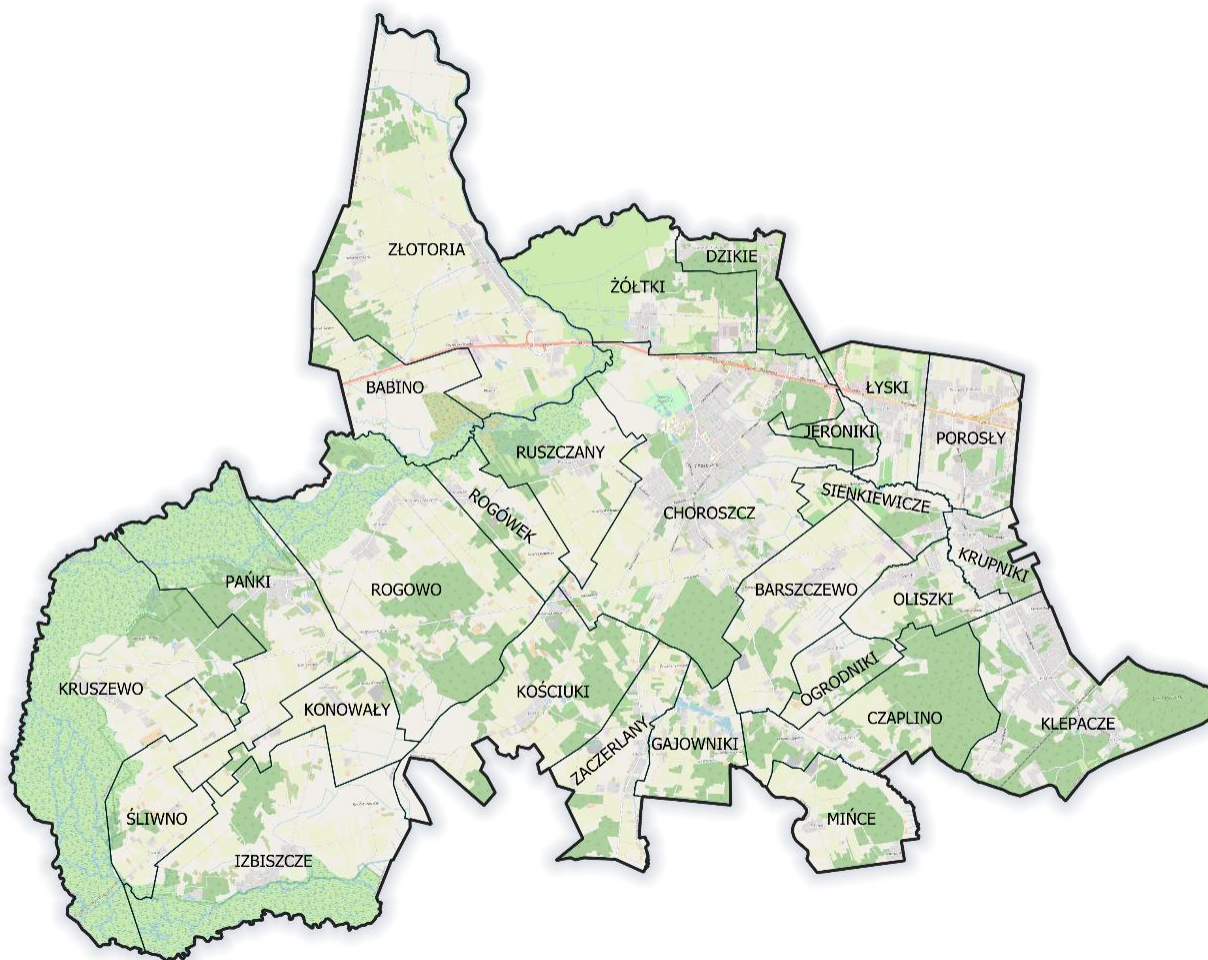 ZŁOTORIA
DZIKIE
ŻÓŁTKI
BABINO
ŁYSKI
JERONIKI
POROSŁY
RUSZCZANY
ROGÓWEK
SIENKIEWICZE
CHOROSZCZ
KRUPNIKI
PAŃKI
ROGOWO
BARSZCZEWO
OLISZKI
KRUSZEWO
KONOWAŁY
KOŚCIUKI
OGRODNIKI
CZAPLINO
KLEPACZE
ZACZERLANY
GAJOWNIKI
ŚLIWNO
MIŃCE
IZBISZCZE